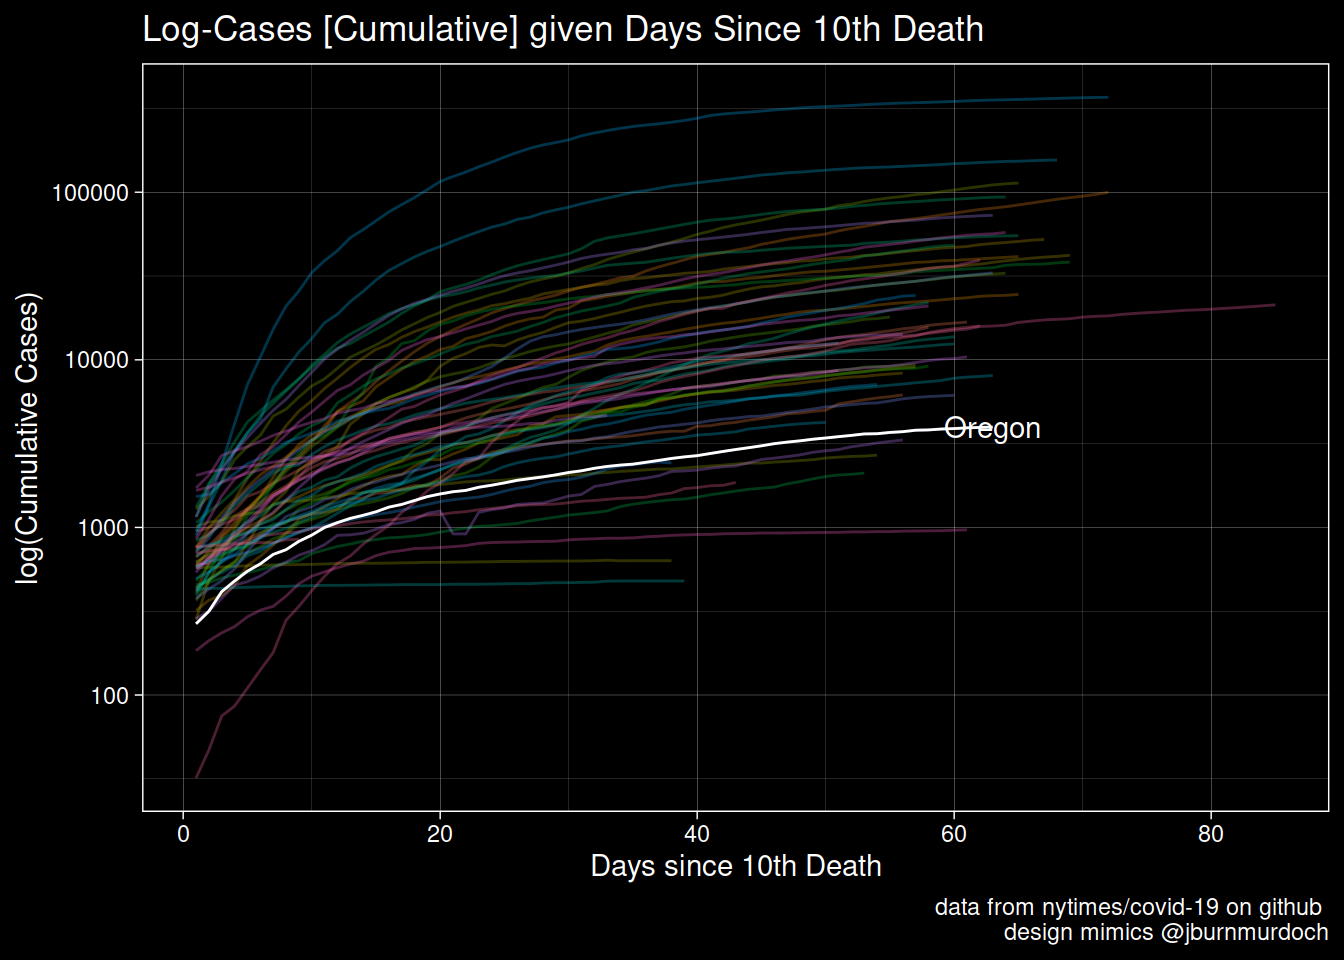 Log-Cases [Cumulative] given Days Since 10th Death
log(Cumulative Cases)
100000
10000
1000
100
Oregon
0 20 40 60 80
Days since 10th Death
data from nytimes/covid-19 on github
design mimics @jburnmurdoch